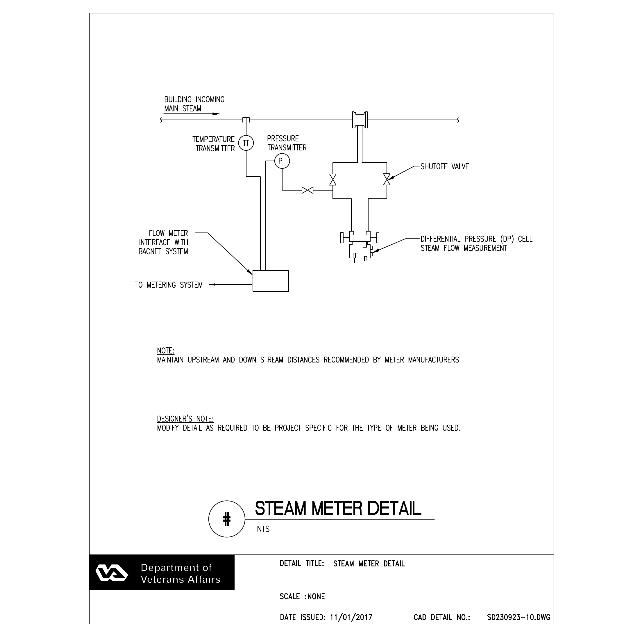 BUILDING INCOMING
MAIN STEAM
TEMPERATURE
TRANSMITTER
TT
PRESSURE
TRANSMITTER
P
SHUTOFF VALVE
FLOW METER
INTERFACE WITH
BACNET SYSTEM
DIFFERENTIAL PRESSURE (DP) CELL
STEAM FLOW MEASUREMENT
TO METERING SYSTEM
NOTE:
MAINTAIN UPSTREAM AND DOWN STREAM DISTANCES RECOMMENDED BY METER MANUFACTURERS
DESIGNER'S NOTE:
MODIFY DETAIL AS REQUIRED TO BE PROJECT SPECIFIC FOR THE TYPE OF METER BEING USED.
# STEAM METER DETAIL
NTS
VA Department of
Veterans Affairs
DETAIL TITLE: STEAM METER DETAIL
SCALE :NONE
DATE ISSUED: 11/01/2017 CAD DETAIL NO.: SD230923-10.DWG